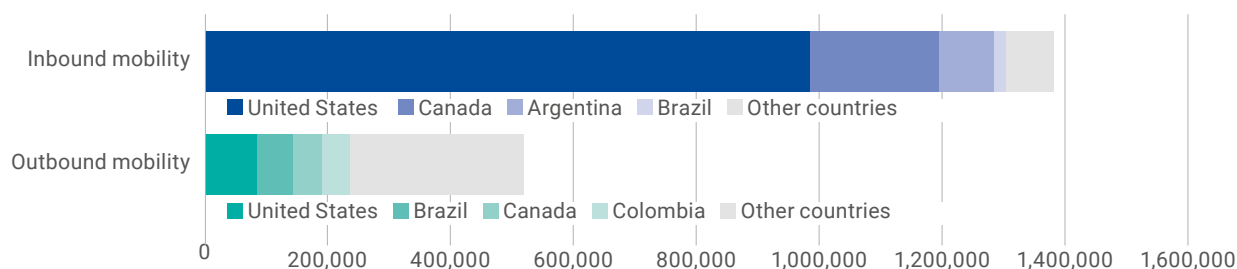 Inbound mobility
United States Canada Argentina Brazil Other countries
Outbound mobility
United States Brazil Canada Colombia Other countries
0 200,000 400,000 600,000 800,000 1,000,000 1,200,000 1,400,000 1,600,000